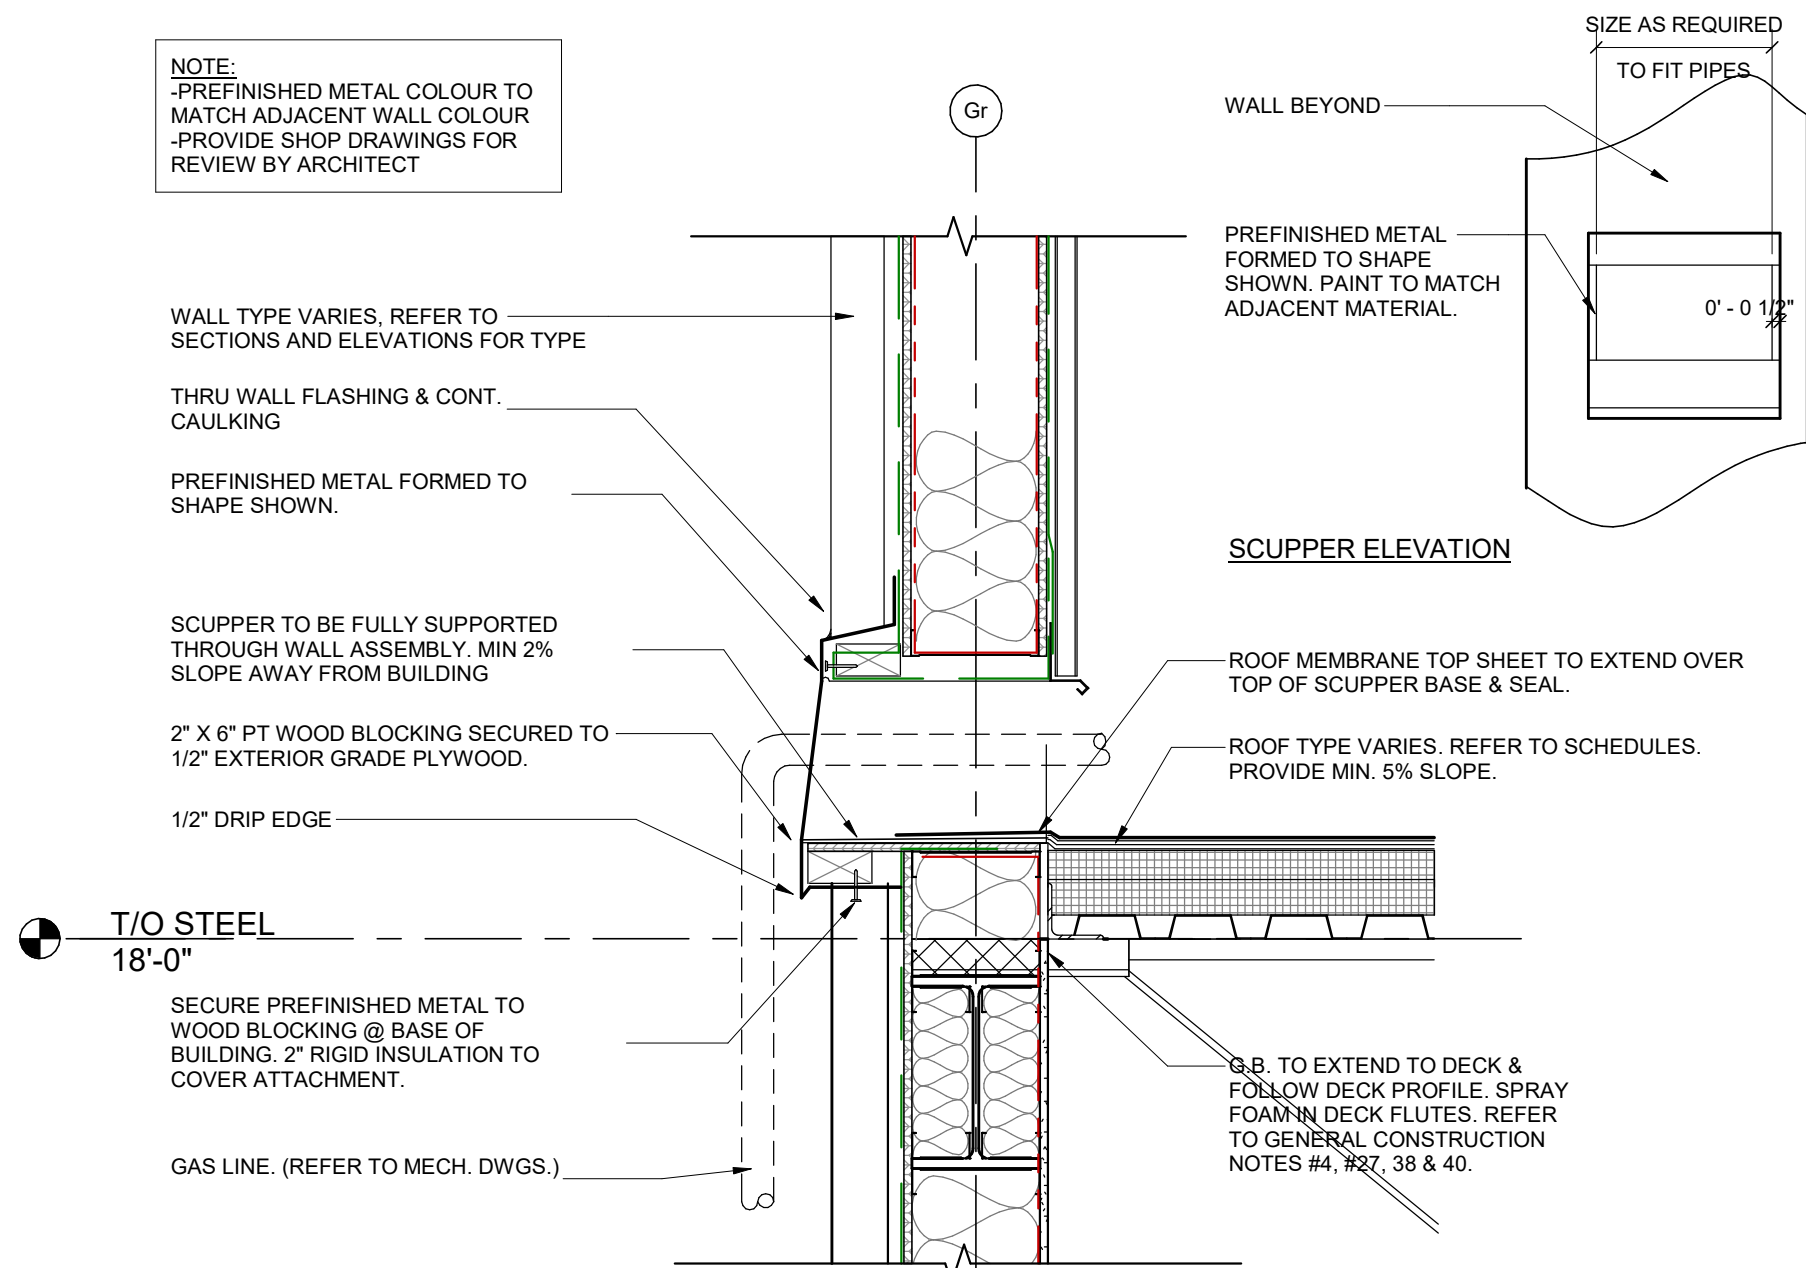 NOTE:
-PREFINISHED METAL COLOUR TO
MATCH ADJACENT WALL COLOUR
-PROVIDE SHOP DRAWINGS FOR
REVIEW BY ARCHITECT
Gr
SIZE AS REQUIRED
TO FIT PIPES
WALL BEYOND
PREFINISHED METAL
FORMED TO SHAPE
SHOWN. PAINT TO MATCH
ADJACENT MATERIAL.
0' - 0 1/2"
SCUPPER ELEVATION
WALL TYPE VARIES, REFER TO
SECTIONS AND ELEVATIONS FOR TYPE
THRU WALL FLASHING & CONT.
CAULKING
PREFINISHED METAL FORMED TO
SHAPE SHOWN.
SCUPPER TO BE FULLY SUPPORTED
THROUGH WALL ASSEMBLY. MIN 2%
SLOPE AWAY FROM BUILDING
2" X 6" PT WOOD BLOCKING SECURED TO
1/2" EXTERIOR GRADE PLYWOOD.
1/2" DRIP EDGE
T/O STEEL
18'-0"
SECURE PREFINISHED METAL TO
WOOD BLOCKING @ BASE OF
BUILDING. 2" RIGID INSULATION TO
COVER ATTACHMENT.
GAS LINE. (REFER TO MECH. DWGS.)
ROOF MEMBRANE TOP SHEET TO EXTEND OVER
TOP OF SCUPPER BASE & SEAL.
ROOF TYPE VARIES. REFER TO SCHEDULES.
PROVIDE MIN. 5% SLOPE.
G.B. TO EXTEND TO DECK &
FOLLOW DECK PROFILE. SPRAY
FOAM IN DECK FLUTES. REFER
TO GENERAL CONSTRUCTION
NOTES #4, #27, 38 & 40.